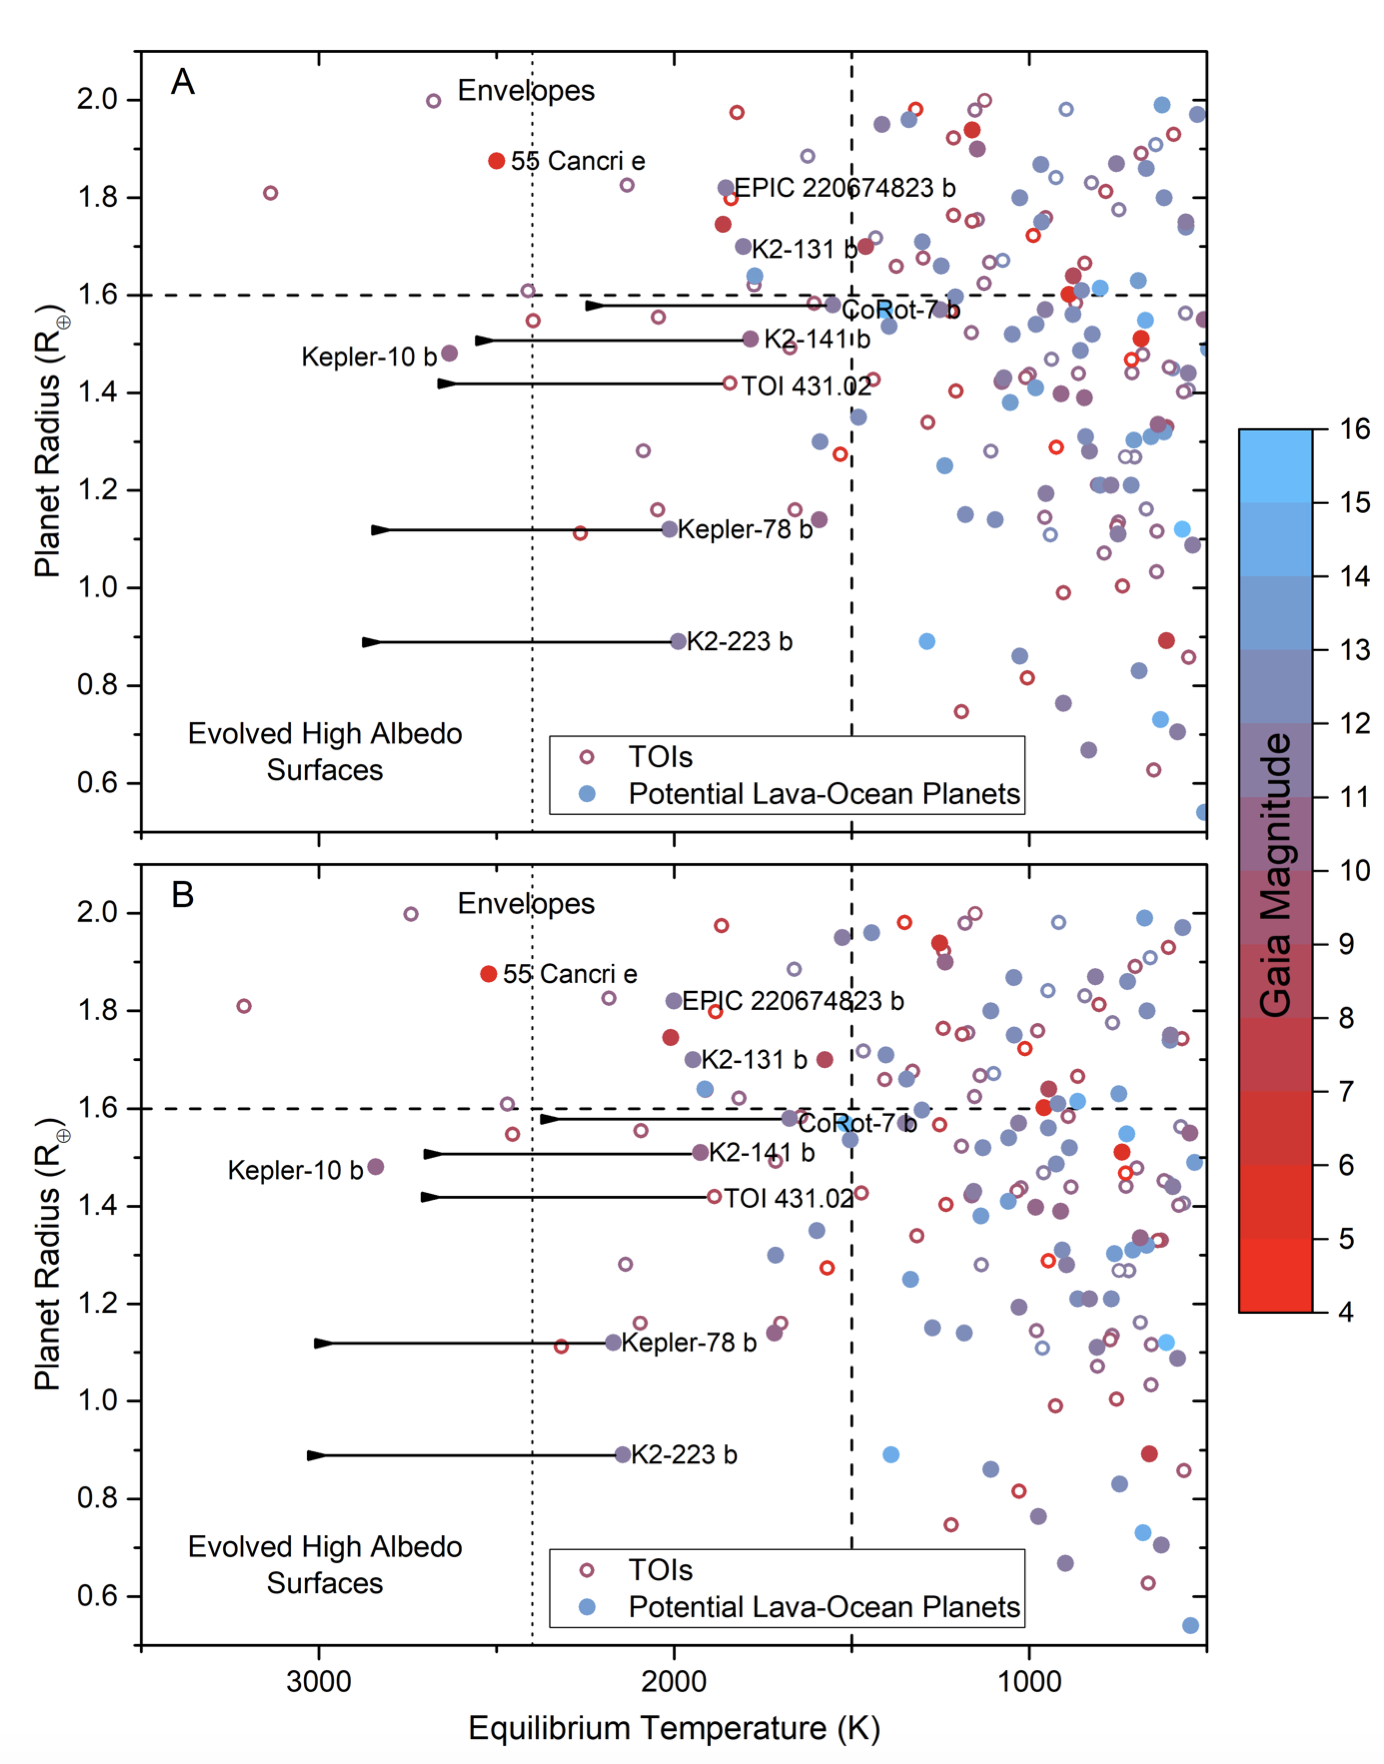 A
Envelopes
2.0
55 Cancri e
EPIC 220674823 b
1.8
K2-131 b
1.6
CoRot-7 b
K2-141b
Kepler-10 b
TOI 431.02
1.4
1.2
Kepler-78 b
1.0
K2-223 b
0.8
Evolved High Albedo
Surfaces
TOIs
Potential Lava-Ocean Planets
0.6
Planet Radius (R⊕)
B
Envelopes
2.0
55 Cancri e
EPIC 220674823 b
1.8
K2-131 b
1.6
CoRot-7 b
K2-141 b
Kepler-10 b
TOI 431.02
1.4
1.2
Kepler-78 b
1.0
K2-223 b
0.8
Evolved High Albedo
Surfaces
TOIs
Potential Lava-Ocean Planets
0.6
Planet Radius (R⊕)
3000
2000
1000
Equilibrium Temperature (K)
16
15
14
13
12
11
10
9
8
7
6
5
4
Gaia Magnitude